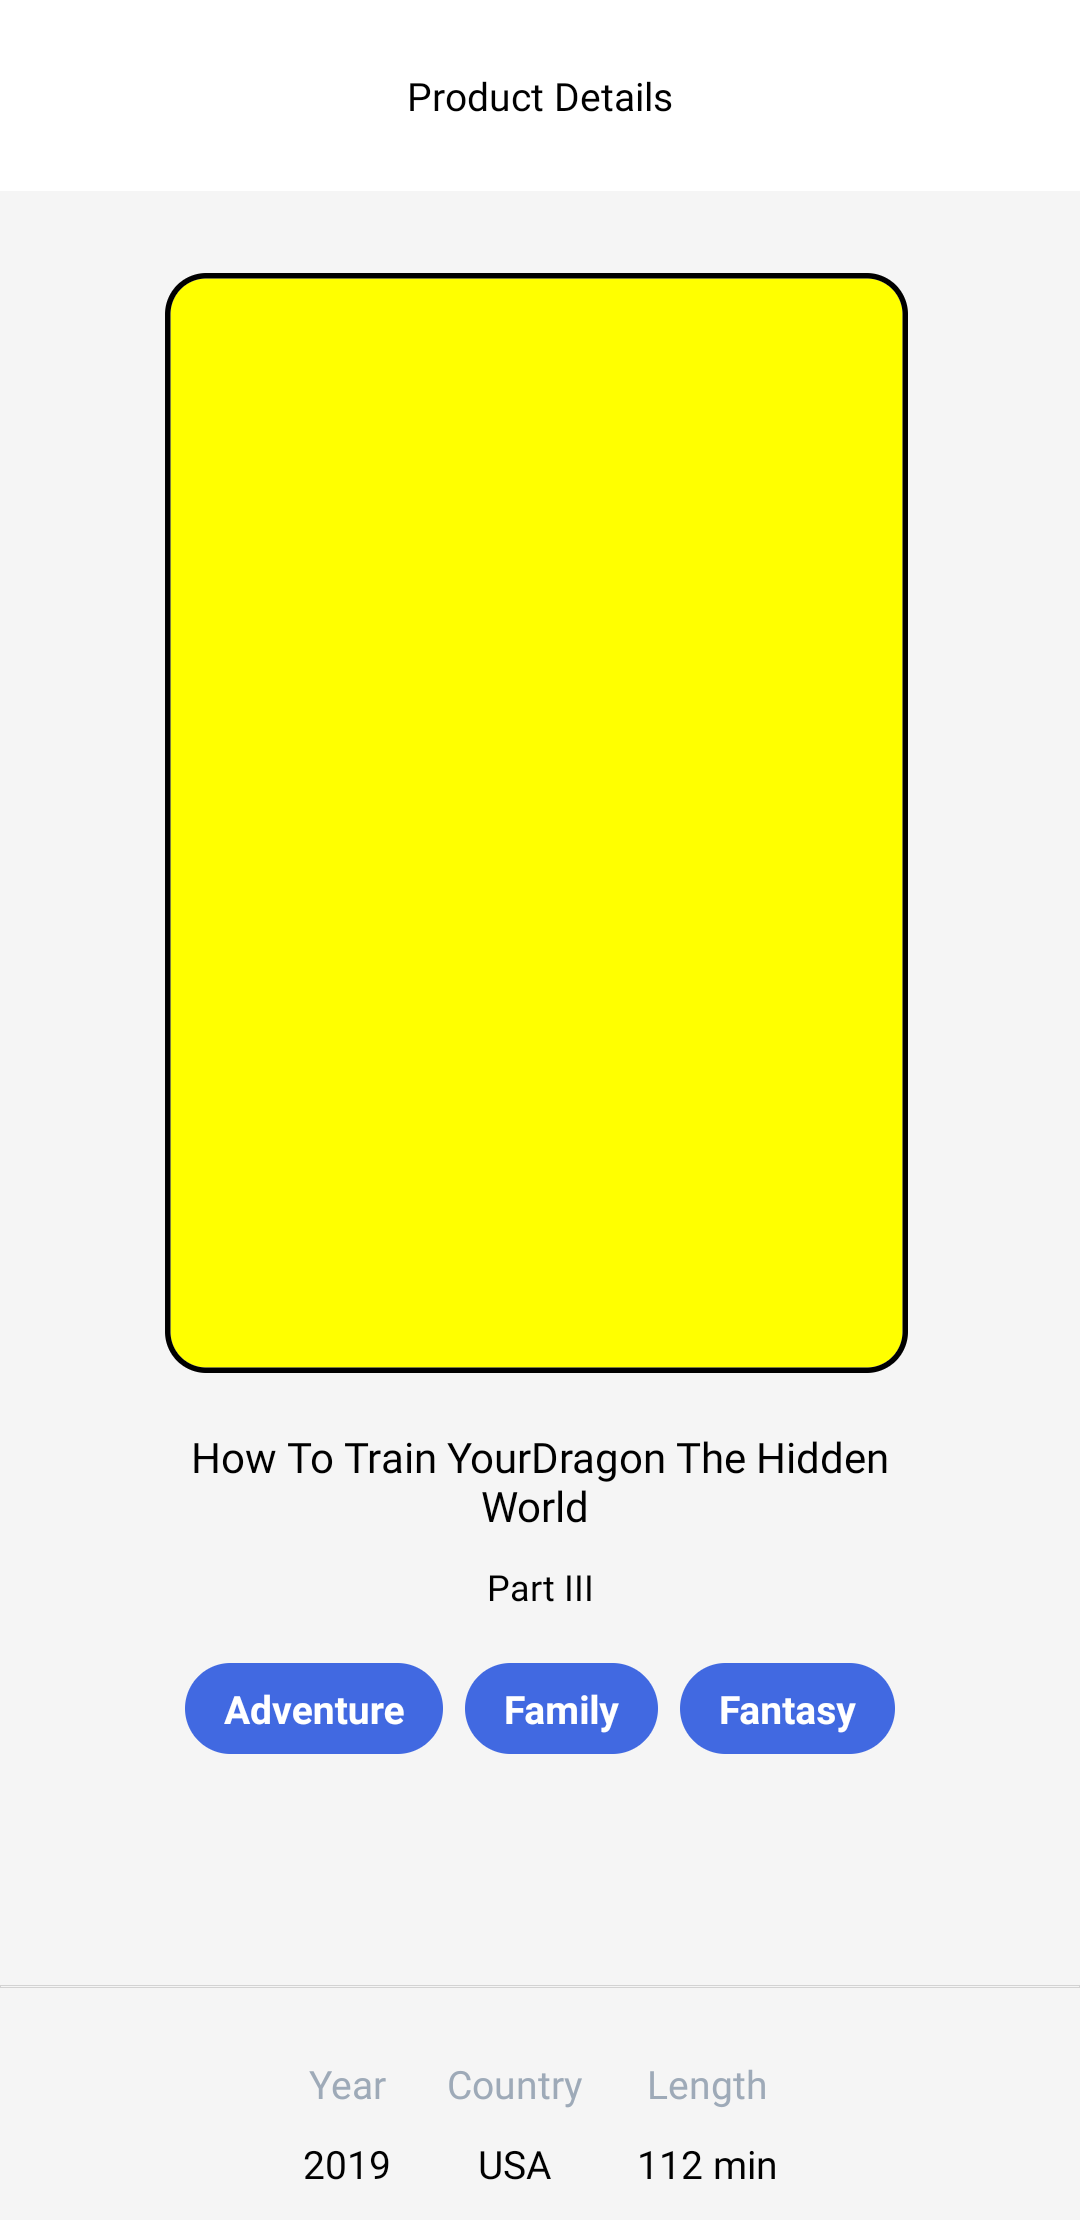 Product Details
How To Train YourDragon The Hidden
World
Part III
Adventure Family Fantasy
Year Country Length
2019 USA 112 min